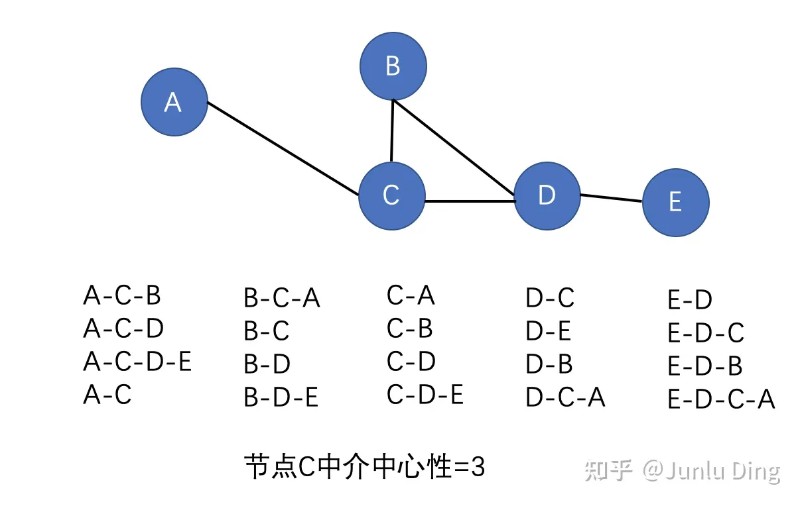 B
A
C
D
E
A-C-B B-C-A C-A D-C E-D
A-C-D B-C C-B D-E E-D-C
A-C-D-E B-D C-D D-B E-D-B
A-C B-D-E C-D-E D-C-A E-D-C-A
节点C中介中心性=3
知乎 @Junlu Ding